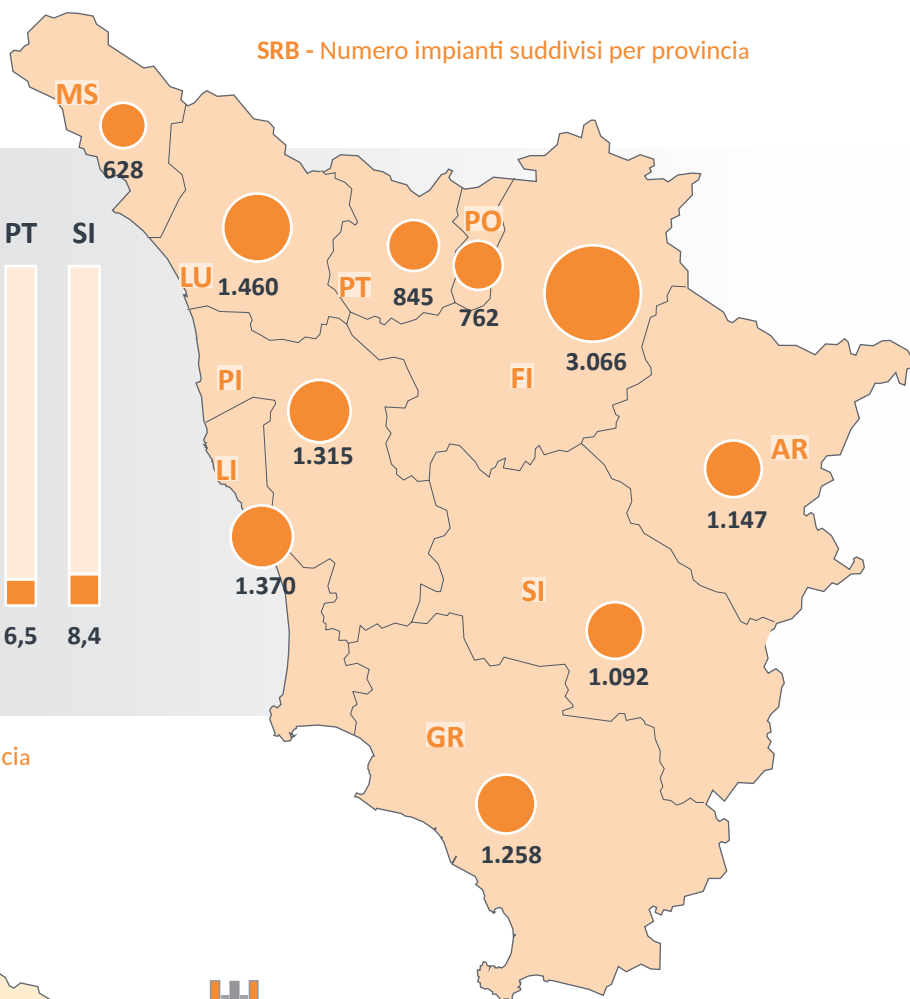 SRB - Numero impianti suddivisi per provincia
MS
628
PT SI
PO
LU 1.460
PT
845
762
3.066
PI
FI
1.315
LI
AR
1.147
1.370
SI
6,5 8,4
1.092
GR
cia
1.258